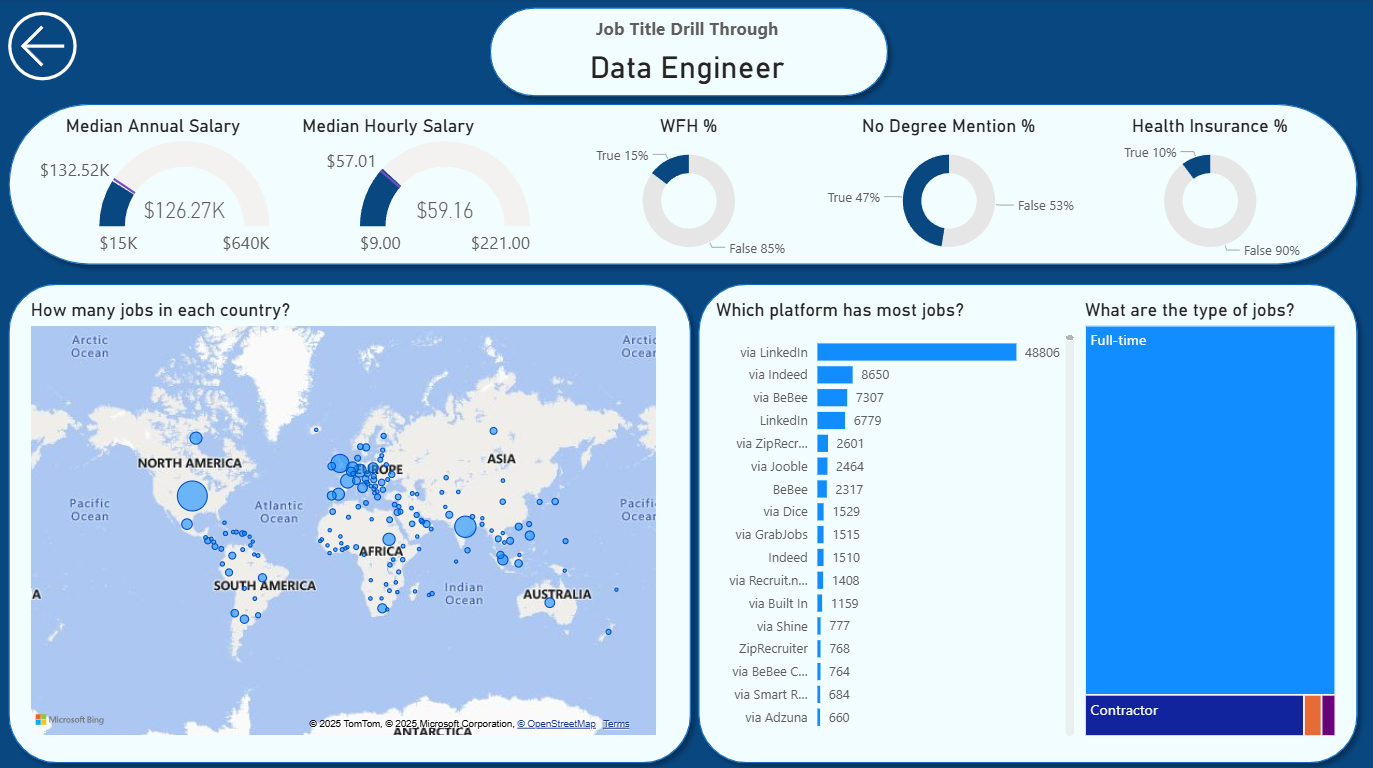 Job Title Drill Through
Data Engineer
Median Annual Salary
$132.52K
$126.27K
$15K
$640K
Median Hourly Salary
$57.01
$59.16
$9.00
$221.00
WFH %
True 15%
False 85%
No Degree Mention %
True 47%
False 53%
Health Insurance %
True 10%
False 90%
How many jobs in each country?
Arctic
Ocean
Arctic
Ocean
NORTH AMERICA
EUROPE
ASIA
Pacific
Ocean
Atlantic
Ocean
Pacific
Ocean
AFRICA
SOUTH AMERICA
Indian
Ocean
AUSTRALIA
A
ANTARCTICA
Microsoft Bing
© 2025 TomTom, © 2025 Microsoft Corporation, © OpenStreetMap Terms
Which platform has most jobs?
via LinkedIn 48806
via Indeed 8650
via BeBee 7307
LinkedIn 6779
via ZipRecr... 2601
via Jooble 2464
BeBee 2317
via Dice 1529
via GrabJobs 1515
Indeed 1510
via Recruit.n... 1408
via Built In 1159
via Shine 777
ZipRecruiter 768
via BeBee C... 764
via Smart R... 684
via Adzuna 660
What are the type of jobs?
Full-time
Contractor